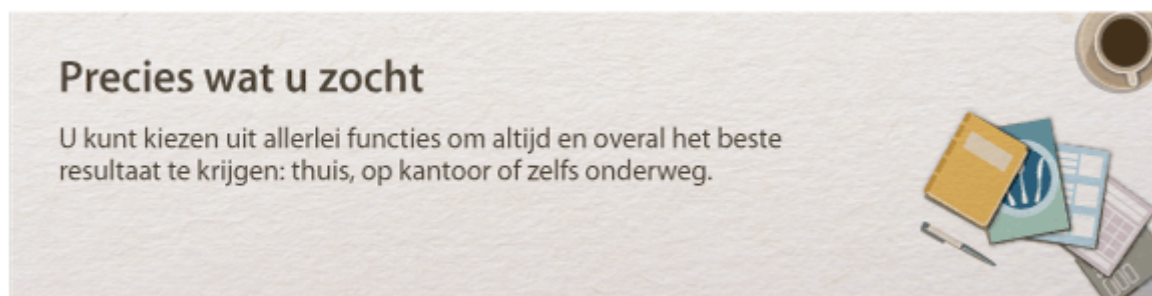 Precies wat u zocht
U kunt kiezen uit allerlei functies om altijd en overal het beste
resultaat te krijgen: thuis, op kantoor of zelfs onderweg.